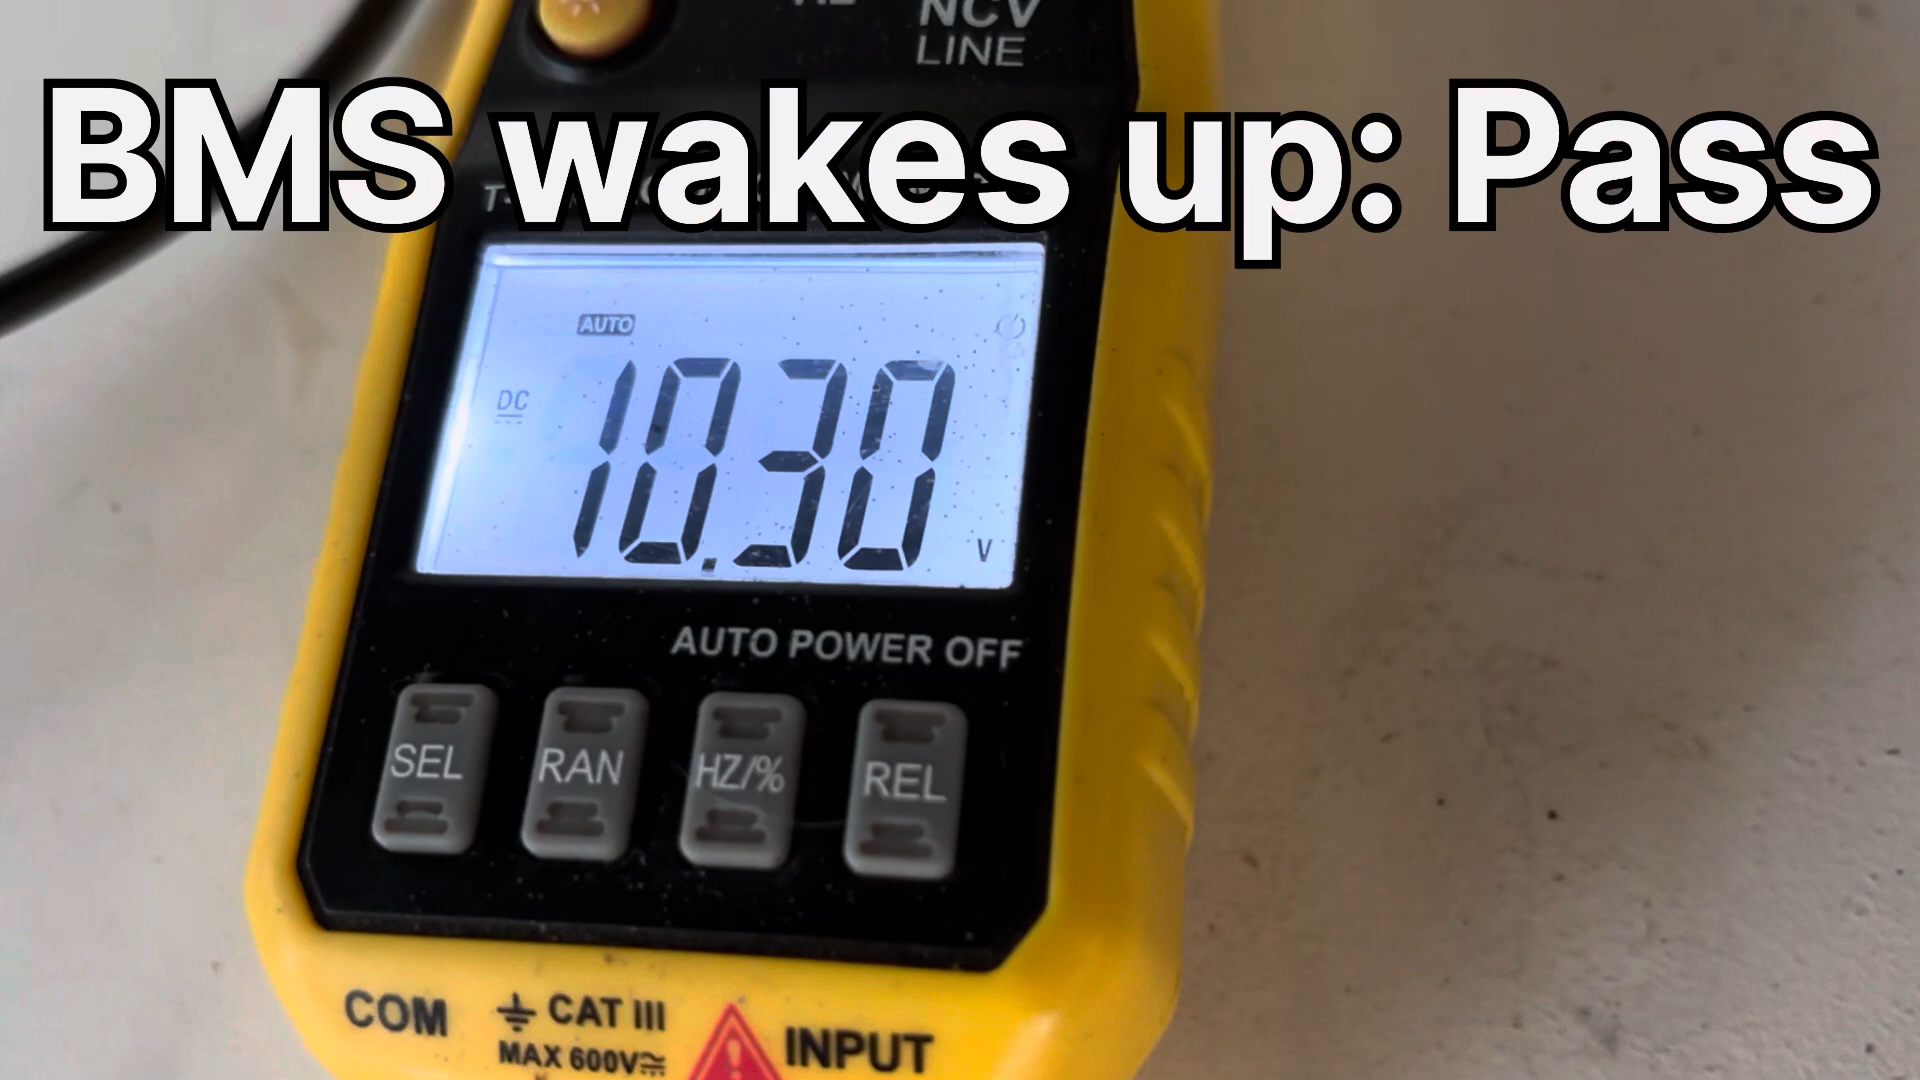 NCV
LINE
BMS wakes up: Pass
AUTO
DC
10.30
V
AUTO POWER OFF
SEL RAN HZ/% REL
COM CAT III INPUT
MAX 600V